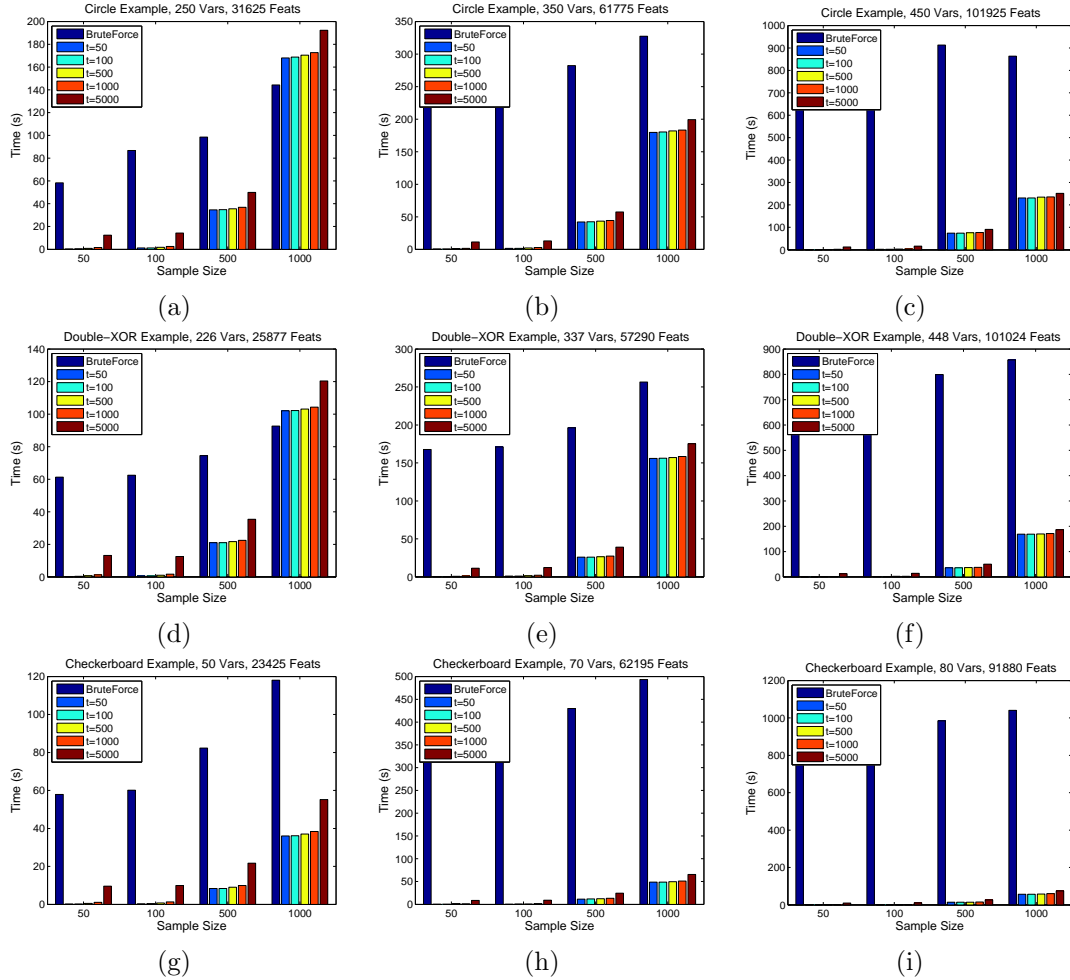 Circle Example, 250 Vars, 31625 Feats
200
180
160
140
120
100
80
60
40
20
0
Time (s)
BruteForce
t=50
t=100
t=500
t=1000
t=5000
50 100 500 1000
Sample Size
(a)
Circle Example, 350 Vars, 61775 Feats
350
300
250
200
150
100
50
0
Time (s)
BruteForce
t=50
t=100
t=500
t=1000
t=5000
50 100 500 1000
Sample Size
(b)
Circle Example, 450 Vars, 101925 Feats
1000
900
800
700
600
500
400
300
200
100
0
Time (s)
BruteForce
t=50
t=100
t=500
t=1000
t=5000
50 100 500 1000
Sample Size
(c)
Double−XOR Example, 226 Vars, 25877 Feats
140
120
100
80
60
40
20
0
Time (s)
BruteForce
t=50
t=100
t=500
t=1000
t=5000
50 100 500 1000
Sample Size
(d)
Double−XOR Example, 337 Vars, 57290 Feats
300
250
200
150
100
50
0
Time (s)
BruteForce
t=50
t=100
t=500
t=1000
t=5000
50 100 500 1000
Sample Size
(e)
Double−XOR Example, 448 Vars, 101024 Feats
900
800
700
600
500
400
300
200
100
0
Time (s)
BruteForce
t=50
t=100
t=500
t=1000
t=5000
50 100 500 1000
Sample Size
(f)
Checkerboard Example, 50 Vars, 23425 Feats
120
100
80
60
40
20
0
Time (s)
BruteForce
t=50
t=100
t=500
t=1000
t=5000
50 100 500 1000
Sample Size
(g)
Checkerboard Example, 70 Vars, 62195 Feats
500
450
400
350
300
250
200
150
100
50
0
Time (s)
BruteForce
t=50
t=100
t=500
t=1000
t=5000
50 100 500 1000
Sample Size
(h)
Checkerboard Example, 80 Vars, 91880 Feats
1200
1000
800
600
400
200
0
Time (s)
BruteForce
t=50
t=100
t=500
t=1000
t=5000
50 100 500 1000
Sample Size
(i)